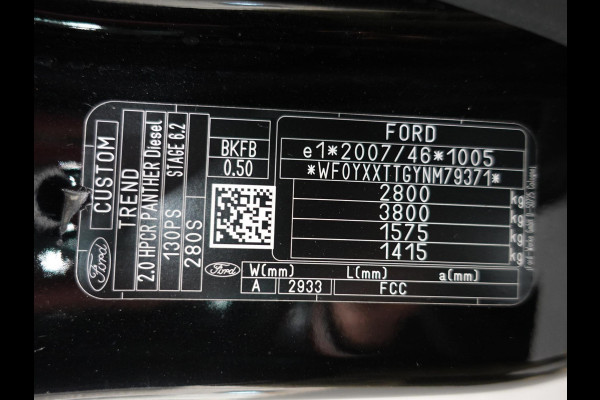 CUSTOM
TREND
2.0 HPCR PANTHER Diesel
130PS STAGE 6.2
280S
Ford
BKFB
0.50
FORD
e1*2007/46*1005
*WF0YXXTTGYNM79371*
2800 kg
3800 kg
1575 kg
1415 kg
Ford
W(mm) L(mm) a(mm)
A 2933 FCC